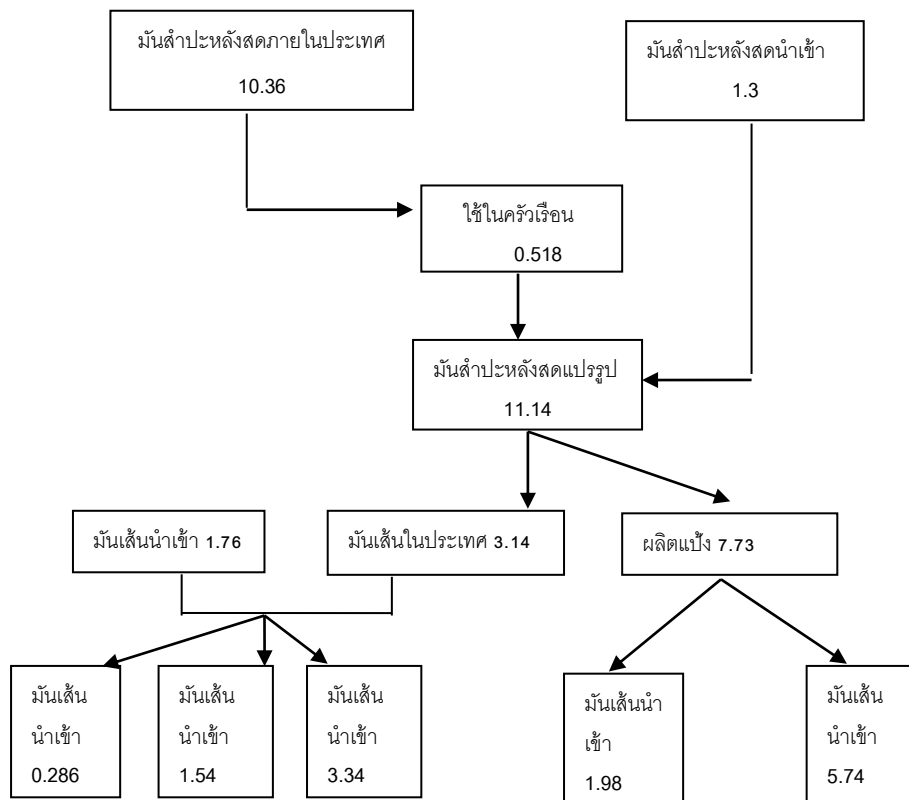 มันสำปะหลังสดภายในประเทศ
10.36
มันสำปะหลังสดนำเข้า
1.3
ใช้ในครัวเรือน
0.518
มันสำปะหลังสดแปรรูป
11.14
มันเส้นนำเข้า 1.76
มันเส้นในประเทศ 3.14
ผลิตแป้ง 7.73
มันเส้น
นำเข้า
0.286
มันเส้น
นำเข้า
1.54
มันเส้น
นำเข้า
3.34
มันเส้นนำ
เข้า
1.98
มันเส้น
นำเข้า
5.74